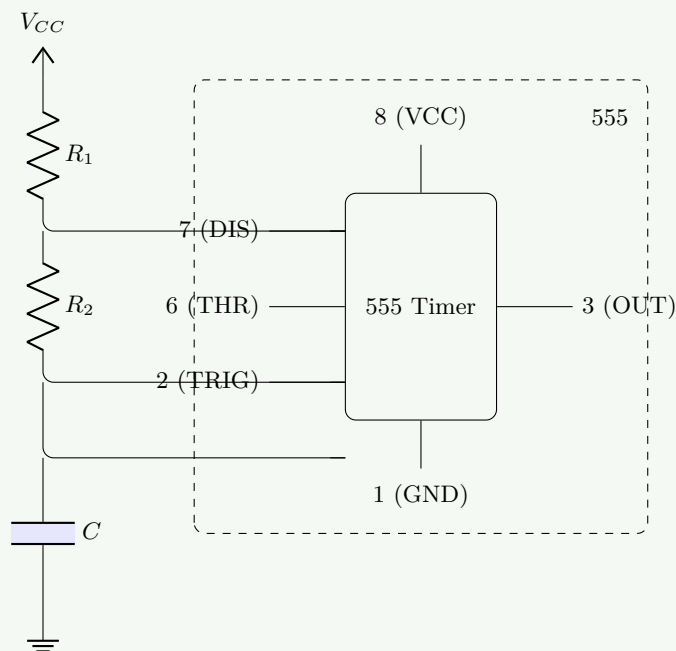 V_CC
8 (VCC)
555
R_1
7 (DIS)
R_2
6 (THR)
555 Timer
3 (OUT)
2 (TRIG)
1 (GND)
C